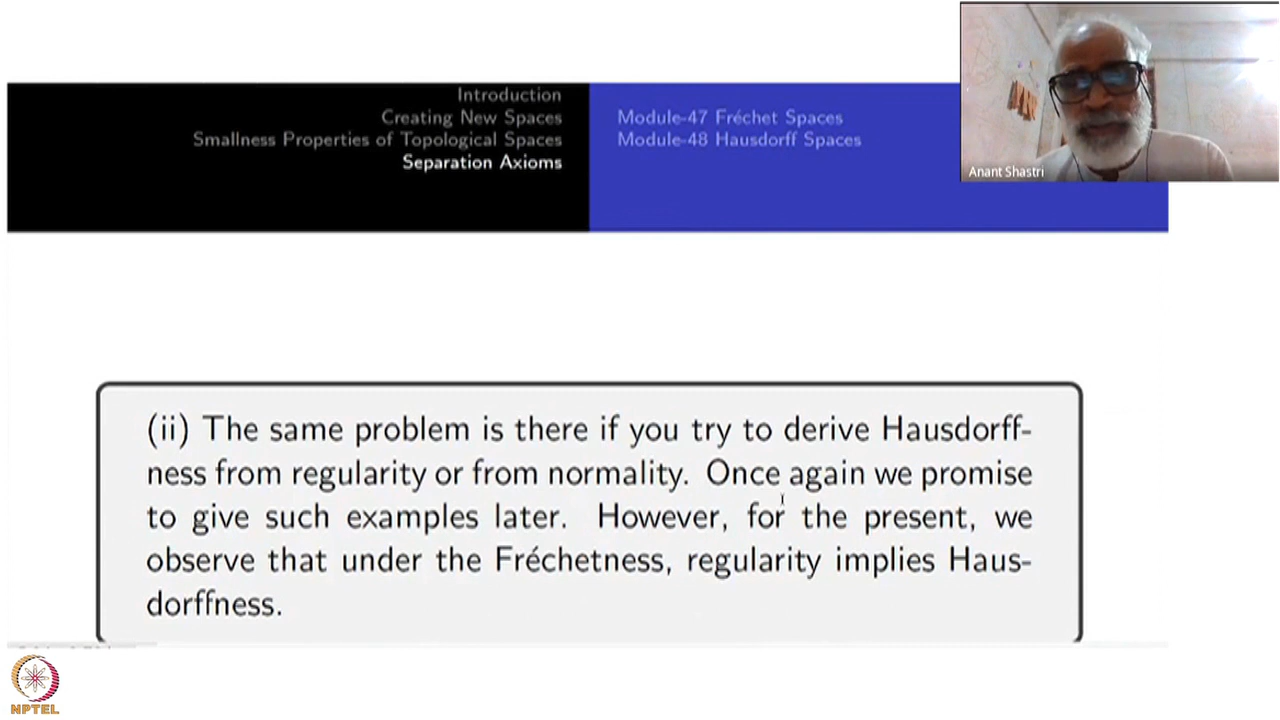 Introduction
Creating New Spaces
Smallness Properties of Topological Spaces
Separation Axioms
Module-47 Fréchet Spaces
Module-48 Hausdorff Spaces
Anant Shastri
(ii) The same problem is there if you try to derive Hausdorff-
ness from regularity or from normality. Once again we promise
to give such examples later. However, for the present, we
observe that under the Fréchetness, regularity implies Haus-
dorffness.
NPTEL